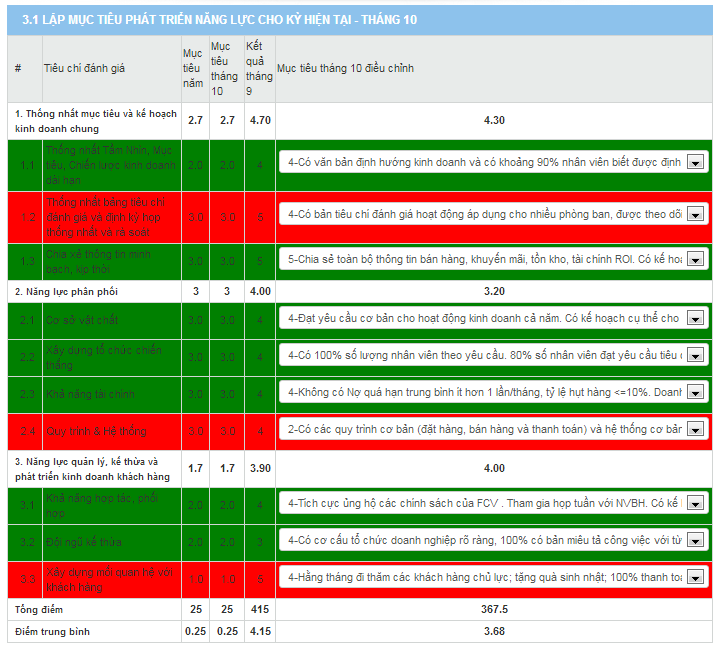 3.1 LẬP MỤC TIÊU PHÁT TRIỂN NĂNG LỰC CHO KỲ HIỆN TẠI - THÁNG 10
# Tiêu chí đánh giá Mục tiêu năm Mục tiêu tháng 10 Kết quả tháng 9 Mục tiêu tháng 10 điều chỉnh
1. Thống nhất mục tiêu và kế hoạch
kinh doanh chung 2.7 2.7 4.70 4.30
1.1 Thống nhất Tầm Nhìn, Mục
tiêu, Chiến lược kinh doanh
dài hạn 2.0 2.0 4 4-Có văn bản định hướng kinh doanh và có khoảng 90% nhân viên biết được định
1.2 Thống nhất bảng tiêu chí
đánh giá và định kỳ họp
thống nhất và rà soát 3.0 3.0 5 4-Có bản tiêu chí đánh giá hoạt động áp dụng cho nhiều phòng ban, được theo dõi
1.3 Chia xẻ thông tin minh
bạch, kịp thời 3.0 3.0 5 5-Chia sẻ toàn bộ thông tin bán hàng, khuyến mãi, tồn kho, tài chính ROI. Có kế hoạ
2. Năng lực phân phối 3 3 4.00 3.20
2.1 Cơ sở vật chất 3.0 3.0 4 4-Đạt yêu cầu cơ bản cho hoạt động kinh doanh cả năm. Có kế hoạch cụ thể cho
2.2 Xây dựng tổ chức chiến
thắng 3.0 3.0 4 4-Có 100% số lượng nhân viên theo yêu cầu. 80% số nhân viên đạt yêu cầu tiêu
2.3 Khả năng tài chính 3.0 3.0 4 4-Không có Nợ quá hạn trung bình ít hơn 1 lần/tháng, tỷ lệ hụt hàng <=10%. Doanh
2.4 Quy trình & Hệ thống 3.0 3.0 4 2-Có các quy trình cơ bản (đặt hàng, bán hàng và thanh toán) và hệ thống cơ bản
3. Năng lực quản lý, kế thừa và
phát triển kinh doanh khách hàng 1.7 1.7 3.90 4.00
3.1 Khả năng hợp tác, phối
hợp 2.0 2.0 4 4-Tích cực ủng hộ các chính sách của FCV . Tham gia họp tuần với NVBH. Có kế
3.2 Đội ngũ kế thừa 2.0 2.0 3 4-Có cơ cấu tổ chức doanh nghiệp rõ ràng, 100% có bản miêu tả công việc với từ
3.3 Xây dựng mối quan hệ với
khách hàng 1.0 1.0 5 4-Hằng tháng đi thăm các khách hàng chủ lực; tặng quà sinh nhật; 100% thanh toá
Tổng điểm 25 25 415 367.5
Điểm trung bình 0.25 0.25 4.15 3.68